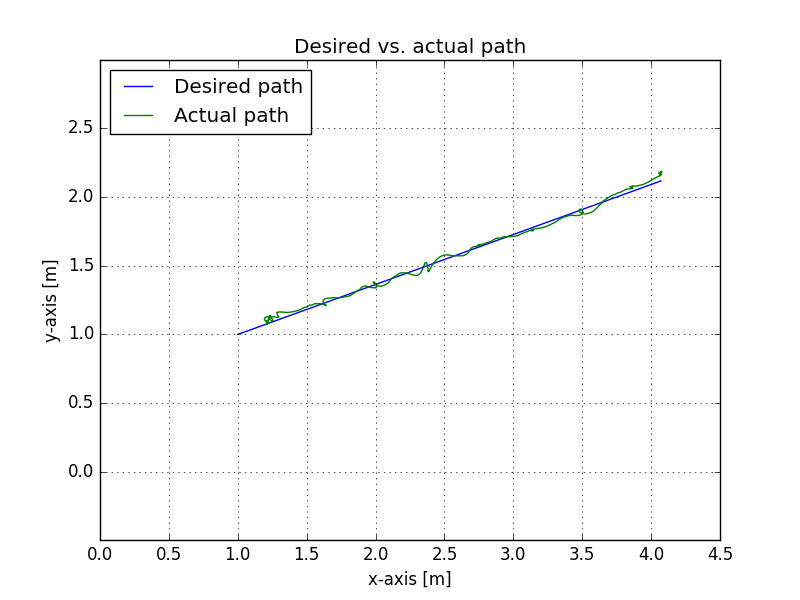 Desired vs. actual path
Desired path
Actual path
2.5
2.0
1.5
1.0
0.5
0.0
y-axis [m]
0.0 0.5 1.0 1.5 2.0 2.5 3.0 3.5 4.0 4.5
x-axis [m]